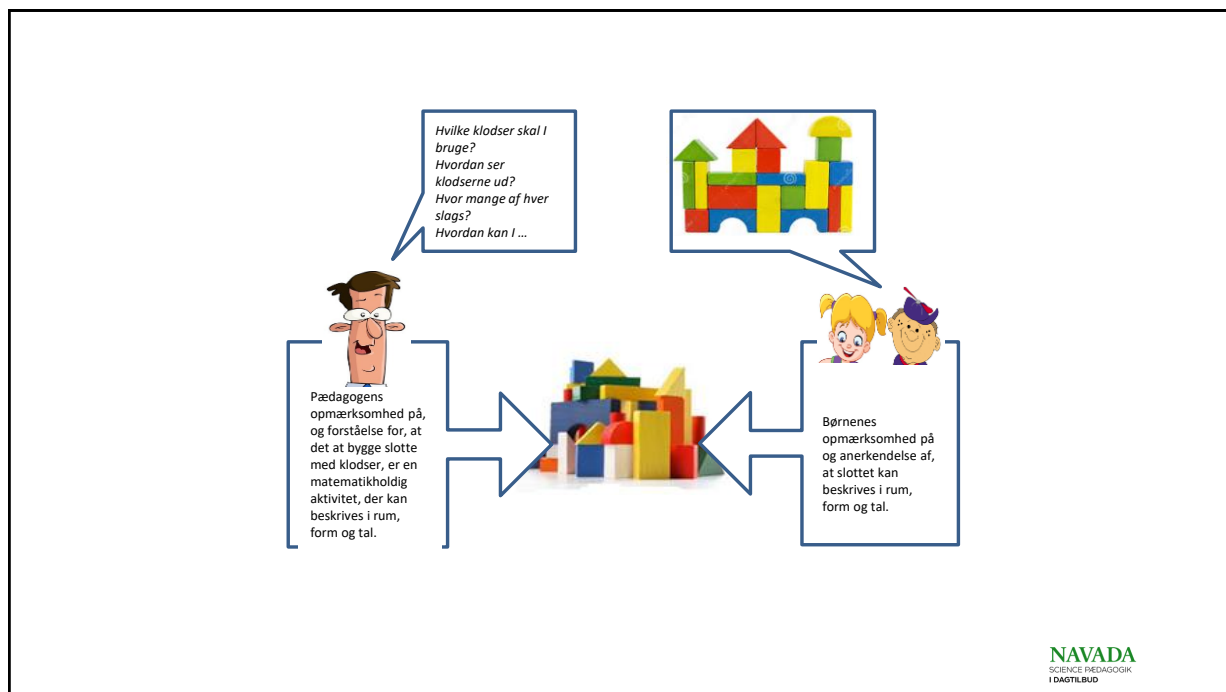 Hvilke klodser skal I
bruge?
Hvordan ser
klodserne ud?
Hvor mange af hver
slags?
Hvordan kan I ...
Pædagogens
opmærksomhed på,
og forståelse for, at
det at bygge slotte
med klodser, er en
matematikholdig
aktivitet, der kan
beskrives i rum,
form og tal.
Børnenes
opmærksomhed på
og anerkendelse af,
at slottet kan
beskrives i rum,
form og tal.
NAVADA
SCIENCE PÆDAGOGIK
I DAGTILBUD